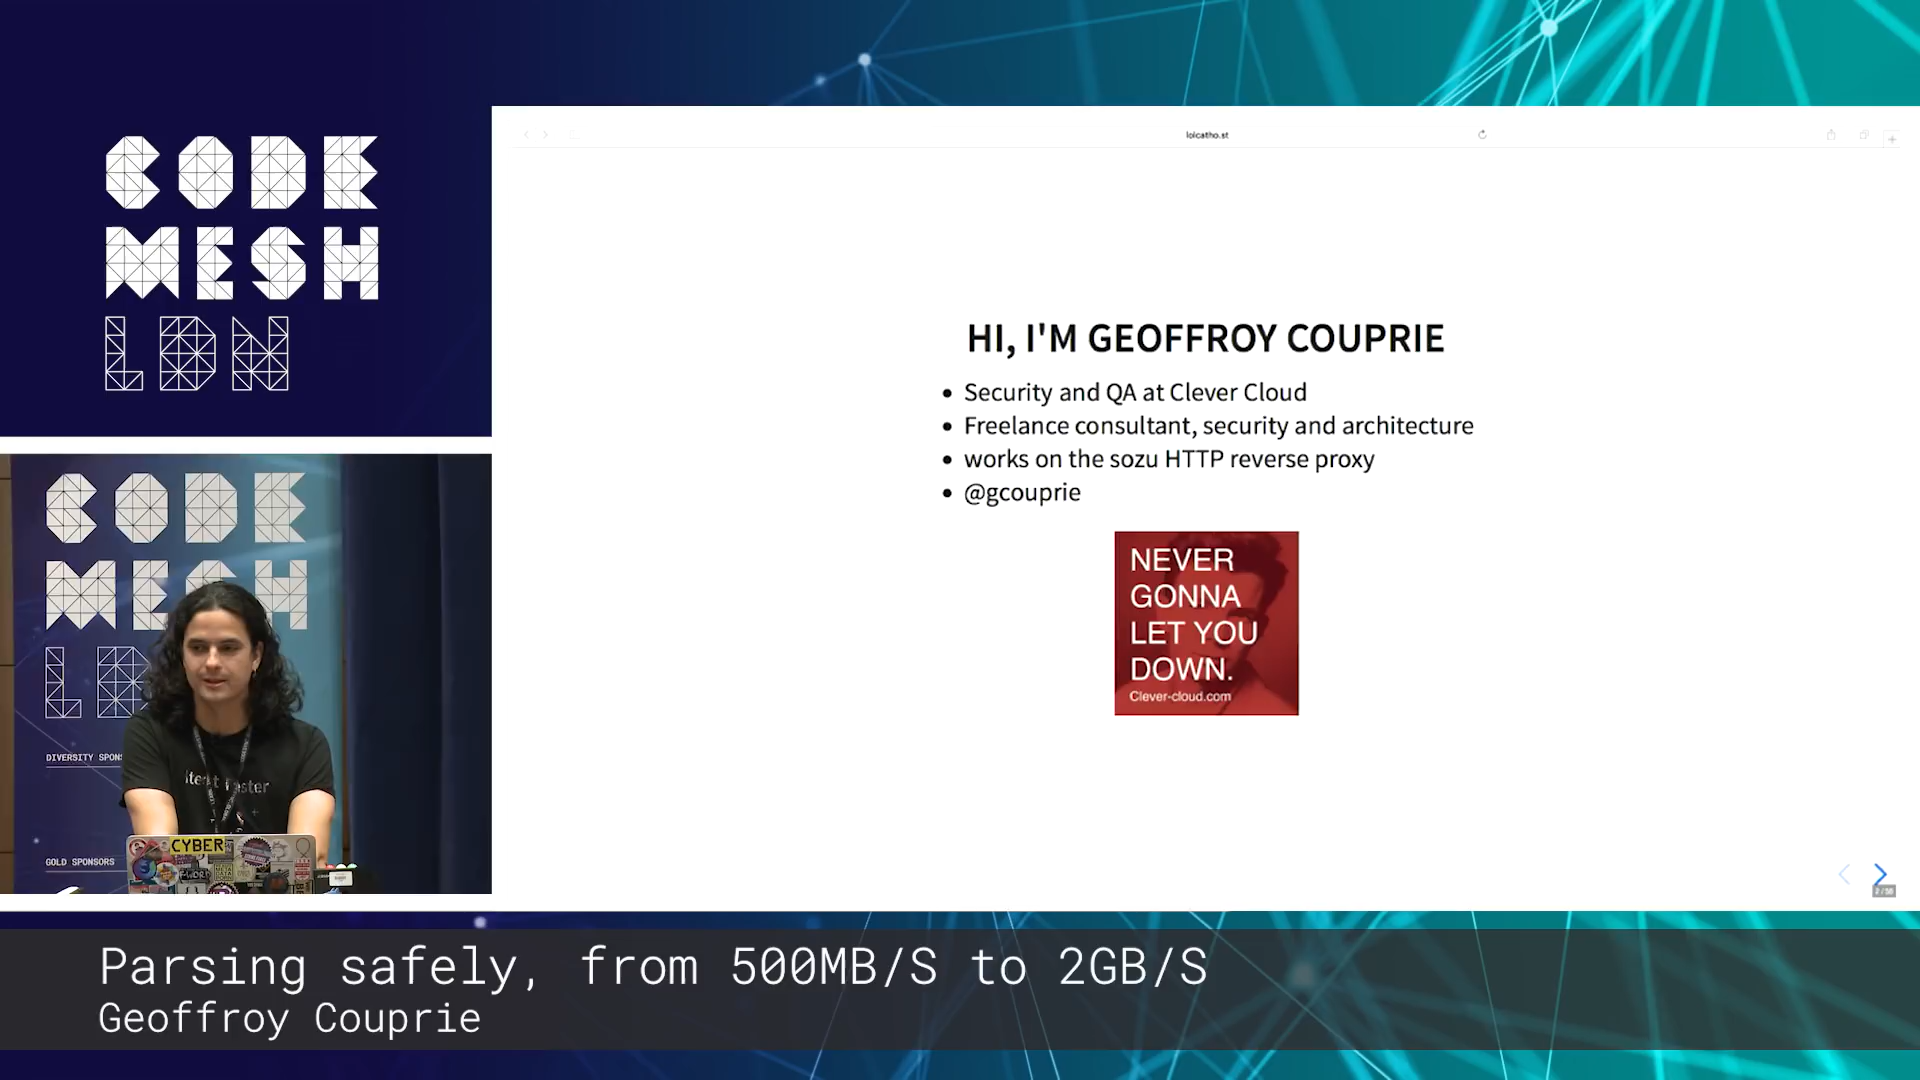 CODE
MESH
LDN
lolcatho.st
HI, I'M GEOFFROY COUPRIE
Security and QA at Clever Cloud
Freelance consultant, security and architecture
works on the sozu HTTP reverse proxy
@gcouprie
NEVER
GONNA
LET YOU
DOWN.
Clever-cloud.com
CODE
MESH
LD
DIVERSITY SPONS
GOLD SPONSORS
CYBER
Parsing safely, from 500MB/S to 2GB/S
Geoffroy Couprie